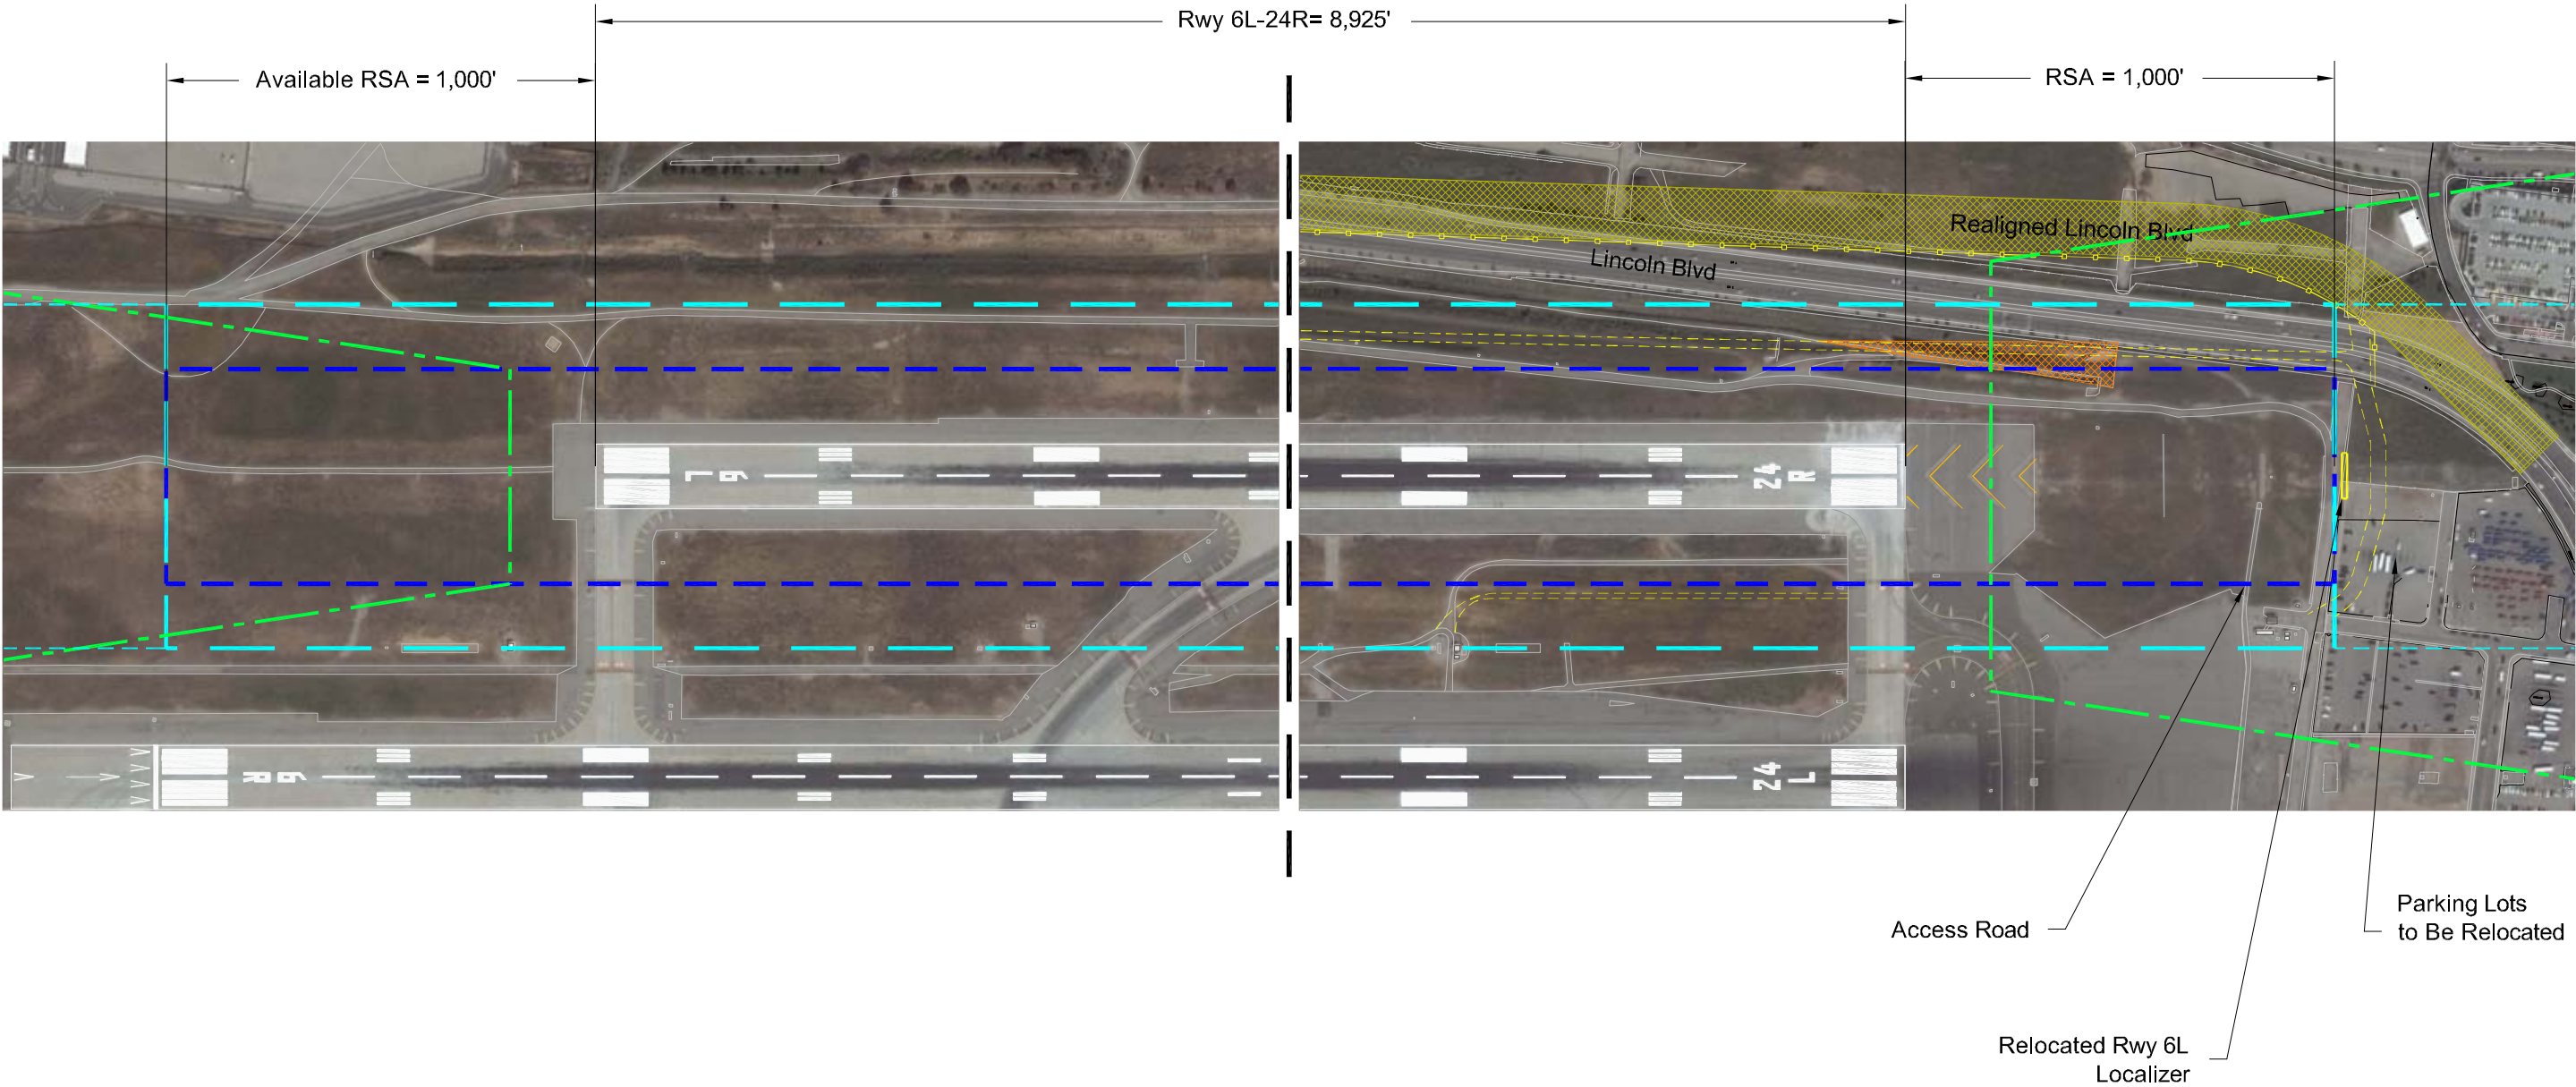 Rwy 6L-24R= 8,925'
Available RSA = 1,000'
RSA = 1,000'
Realigned Lincoln Blvd
Lincoln Blvd
6 L
24
R
6 R
24
L
Access Road
Parking Lots
to Be Relocated
Relocated Rwy 6L
Localizer